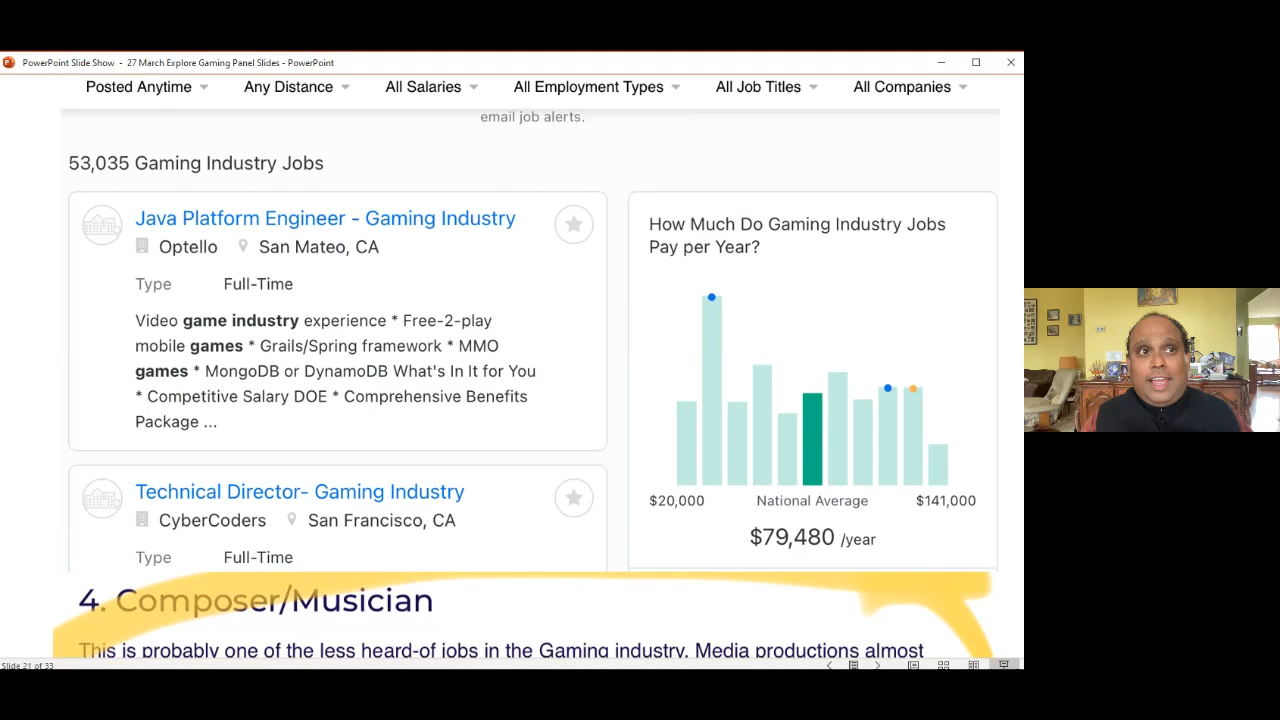 PowerPoint Slide Show - 27 March Explore Gaming Panel Slides - PowerPoint
Posted Anytime Any Distance All Salaries All Employment Types All Job Titles All Companies
email job alerts.
53,035 Gaming Industry Jobs
Java Platform Engineer - Gaming Industry
Optello San Mateo, CA
Type Full-Time
Video game industry experience * Free-2-play
mobile games * Grails/Spring framework * MMO
games * MongoDB or DynamoDB What's In It for You
* Competitive Salary DOE * Comprehensive Benefits
Package ...
Technical Director- Gaming Industry
CyberCoders San Francisco, CA
Type Full-Time
How Much Do Gaming Industry Jobs
Pay per Year?
$20,000 National Average $141,000
$79,480 /year
4. Composer/Musician
This is probably one of the less heard-of jobs in the Gaming industry. Media productions almost
Slide 21 of 33